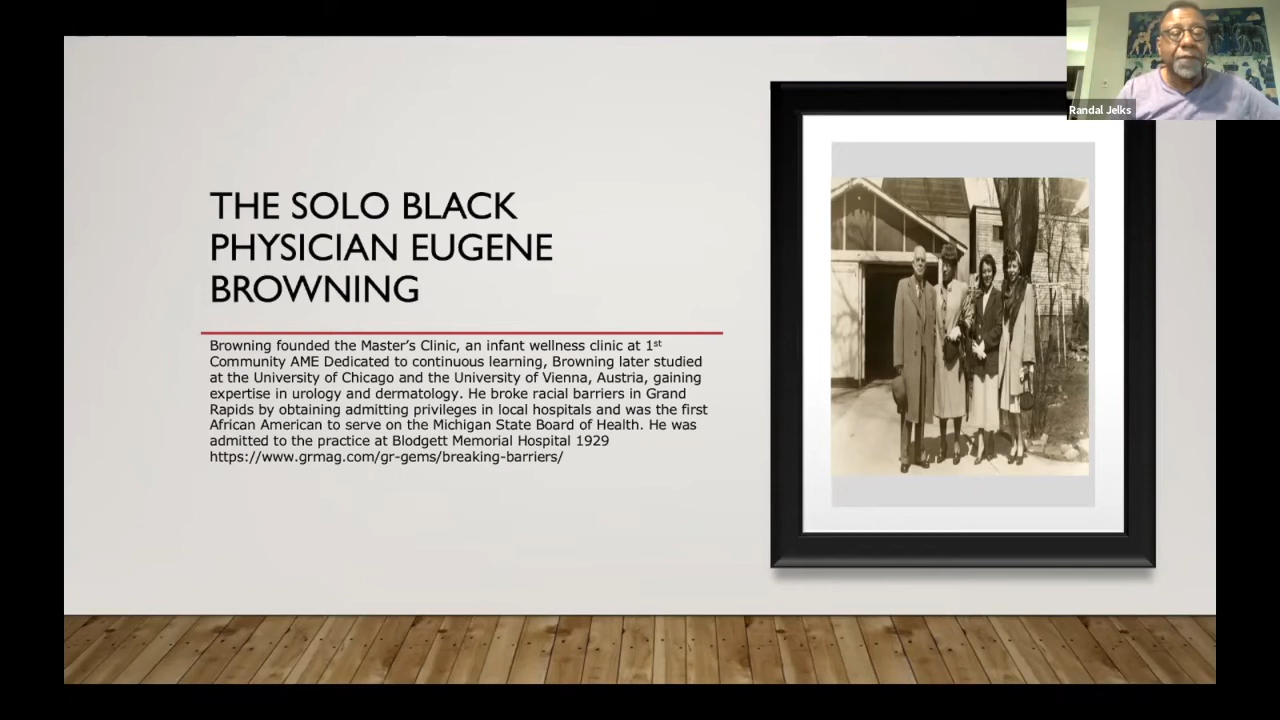 Randal Jelks
THE SOLO BLACK
PHYSICIAN EUGENE
BROWNING
Browning founded the Master’s Clinic, an infant wellness clinic at 1st
Community AME Dedicated to continuous learning, Browning later studied
at the University of Chicago and the University of Vienna, Austria, gaining
expertise in urology and dermatology. He broke racial barriers in Grand
Rapids by obtaining admitting privileges in local hospitals and was the first
African American to serve on the Michigan State Board of Health. He was
admitted to the practice at Blodgett Memorial Hospital 1929
https://www.grmag.com/gr-gems/breaking-barriers/